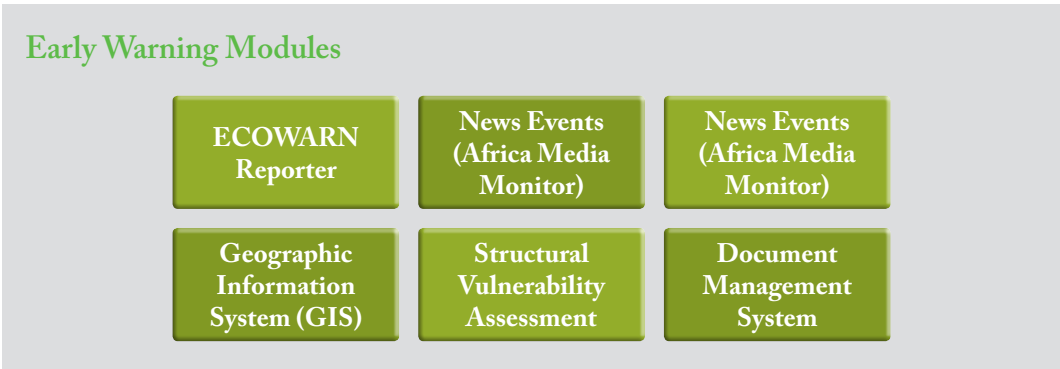 Early Warning Modules
ECOWARN
Reporter
News Events
(Africa Media
Monitor)
News Events
(Africa Media
Monitor)
Geographic
Information
System (GIS)
Structural
Vulnerability
Assessment
Document
Management
System